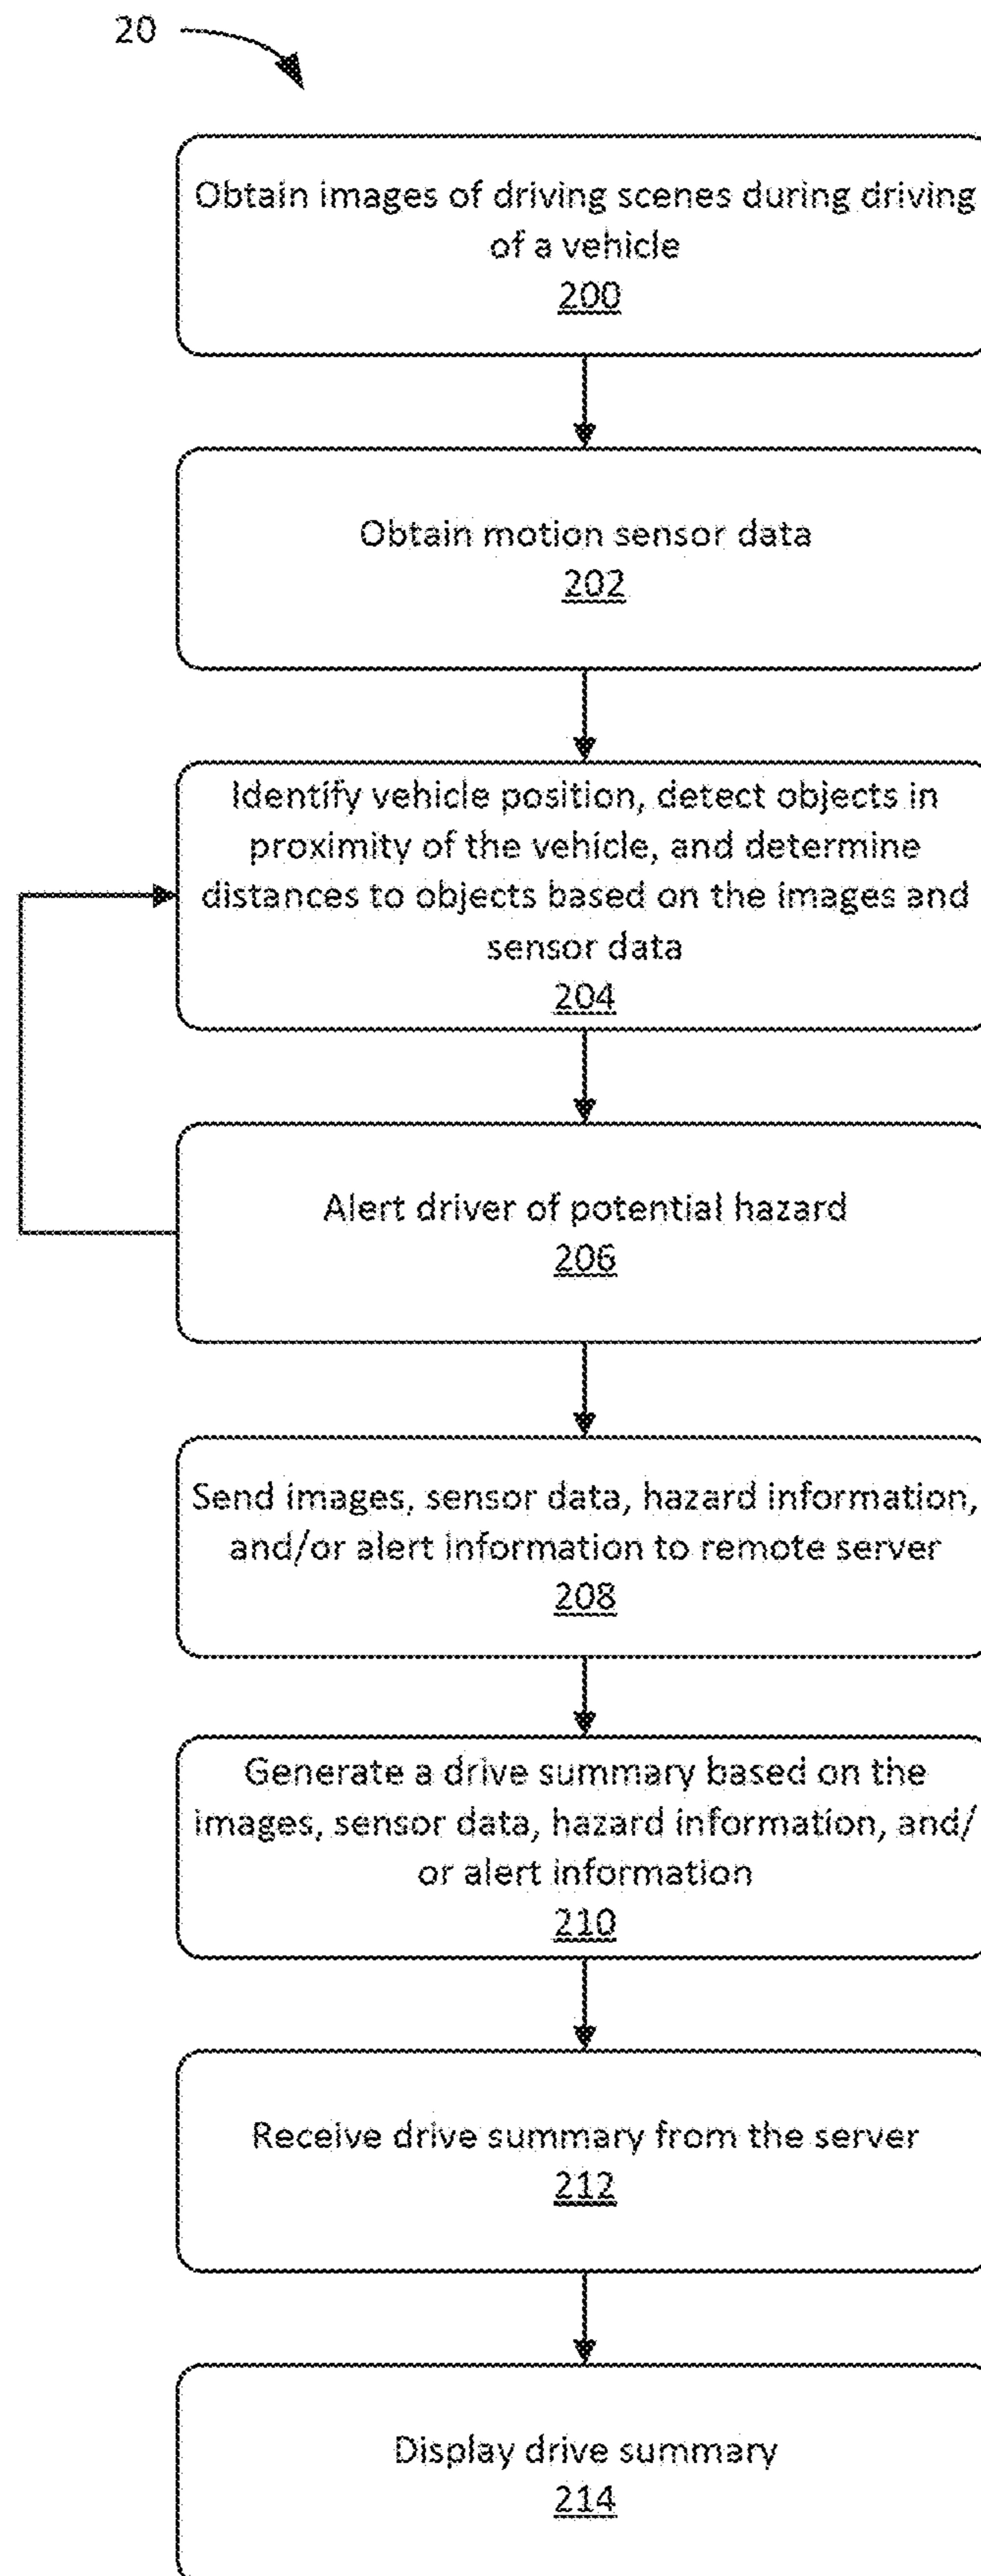 20
Obtain images of driving scenes during driving
of a vehicle
200
Obtain motion sensor data
202
Identify vehicle position, detect objects in
proximity of the vehicle, and determine
distances to objects based on the images and
sensor data
204
Alert driver of potential hazard
206
Send images, sensor data, hazard information,
and/or alert information to remote server
208
Generate a drive summary based on the
images, sensor data, hazard information, and/
or alert information
210
Receive drive summary from the server
212
Display drive summary
214